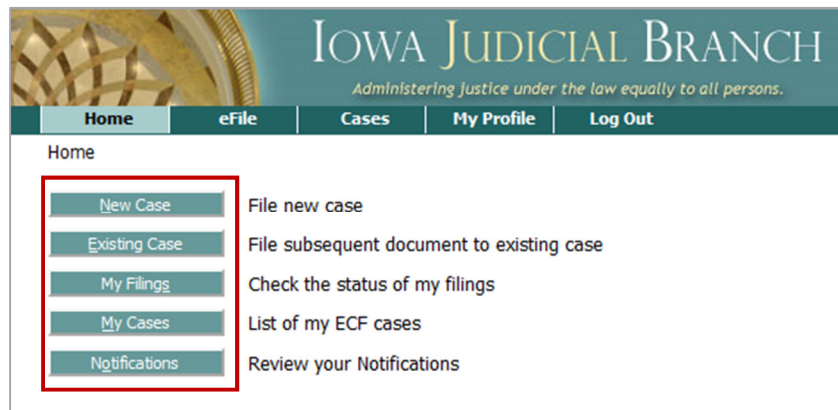 IOWA JUDICIAL BRANCH
Administering justice under the law equally to all persons.
Home eFile Cases My Profile Log Out
Home
New Case File new case
Existing Case File subsequent document to existing case
My Filings Check the status of my filings
My Cases List of my ECF cases
Notifications Review your Notifications